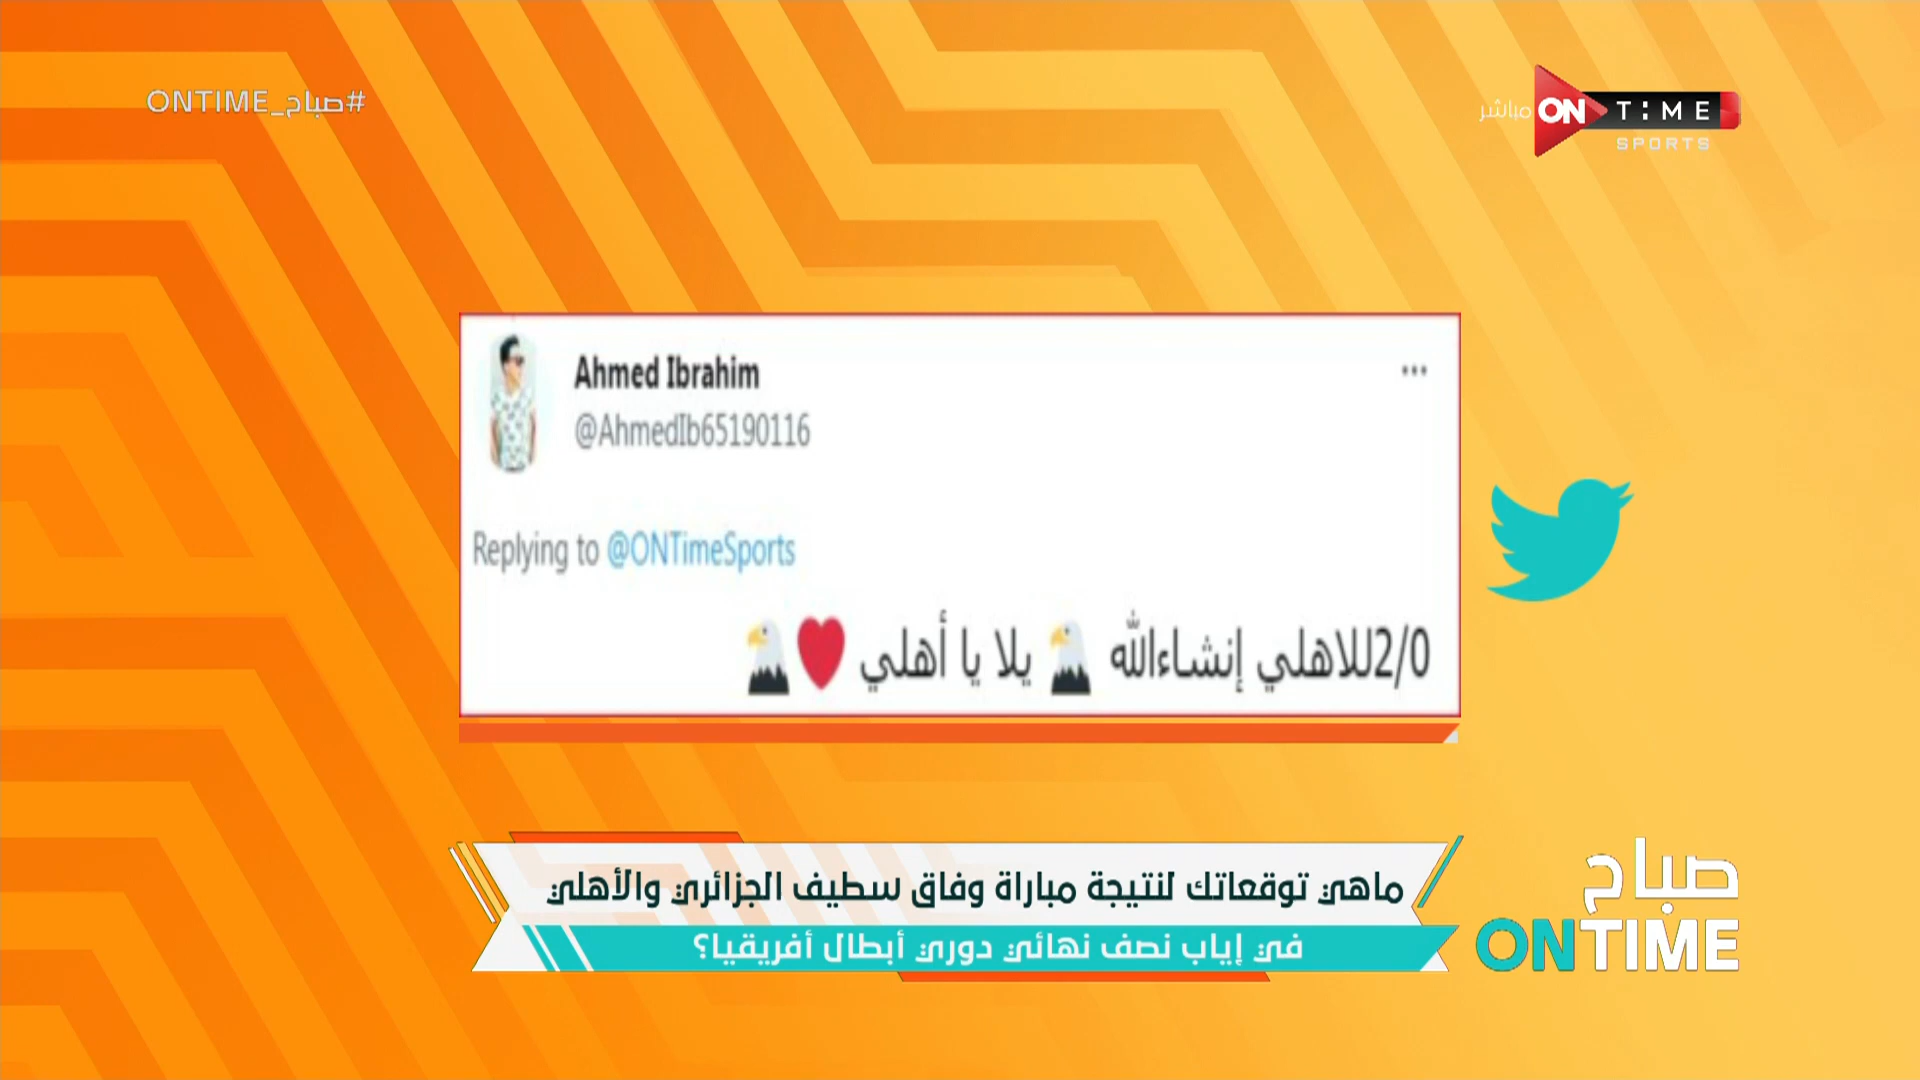 #صباح_ONTIME
مباشر ON TIME
SPORTS
Ahmed Ibrahim
@AhmedIb65190116
Replying to @ONTimeSports
2/0للاهلي إنشاءالله 🦅 يلا يا أهلي ❤️🦅
ماهي توقعاتك لنتيجة مباراة وفاق سطيف الجزائري والأهلي
في إياب نصف نهائي دوري أبطال أفريقيا؟
صباح
ONTIME